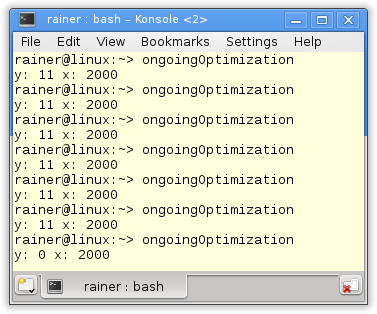 rainer : bash – Konsole <2>
File Edit View Bookmarks Settings Help
rainer@linux:~> ongoingOptimization
y: 11 x: 2000
rainer@linux:~> ongoingOptimization
y: 11 x: 2000
rainer@linux:~> ongoingOptimization
y: 11 x: 2000
rainer@linux:~> ongoingOptimization
y: 11 x: 2000
rainer@linux:~> ongoingOptimization
y: 11 x: 2000
rainer@linux:~> ongoingOptimization
y: 11 x: 2000
rainer@linux:~> ongoingOptimization
y: 0 x: 2000
rainer : bash